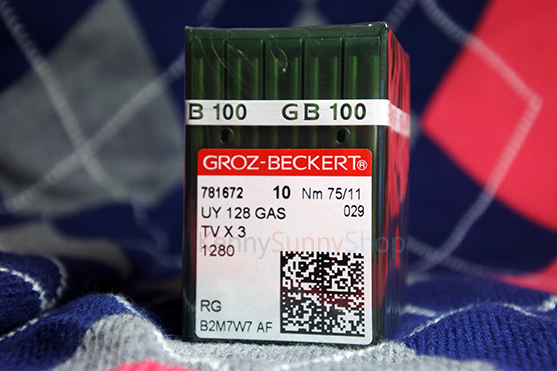 B 100 GB 100
GROZ-BECKERT®
781672 10 Nm 75/11
UY 128 GAS 029
TV X 3
KennySunnyShop
1280
RG
B2M7W7 AF